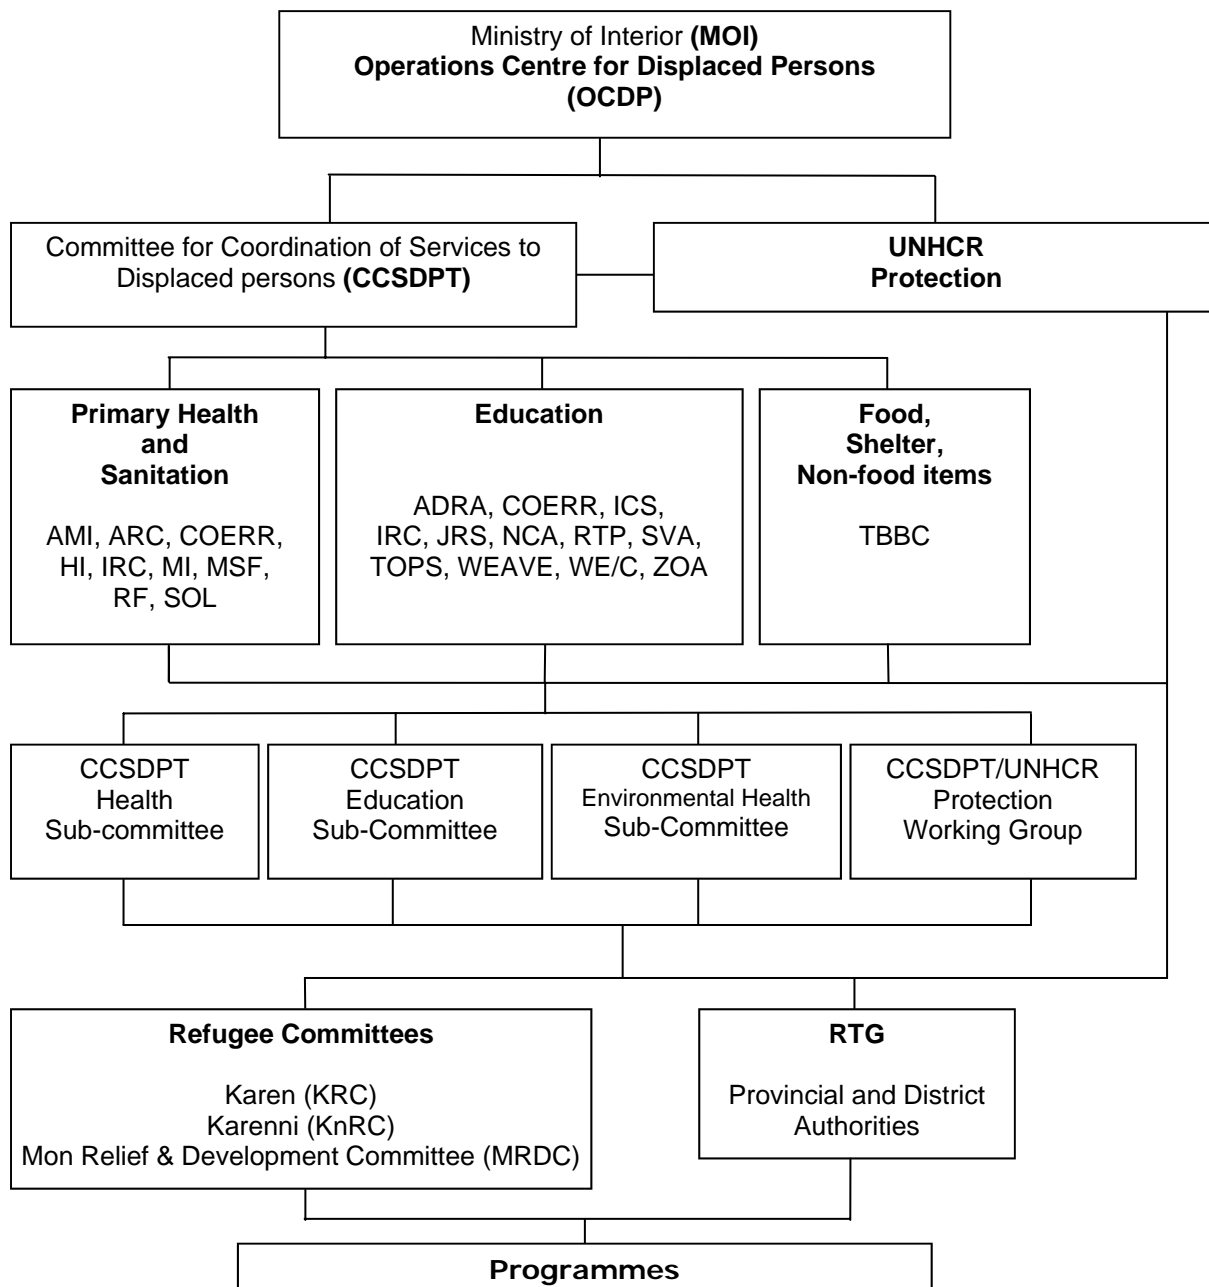 Ministry of Interior (MOI)
Operations Centre for Displaced Persons
(OCDP)
Committee for Coordination of Services to
Displaced persons (CCSDPT)
UNHCR
Protection
Primary Health
and
Sanitation
AMI, ARC, COERR,
HI, IRC, MI, MSF,
RF, SOL
Education
ADRA, COERR, ICS,
IRC, JRS, NCA, RTP, SVA,
TOPS, WEAVE, WE/C, ZOA
Food,
Shelter,
Non-food items
TBBC
CCSDPT
Health
Sub-committee
CCSDPT
Education
Sub-Committee
CCSDPT
Environmental Health
Sub-Committee
CCSDPT/UNHCR
Protection
Working Group
Refugee Committees
Karen (KRC)
Karenni (KnRC)
Mon Relief & Development Committee (MRDC)
RTG
Provincial and District
Authorities
Programmes